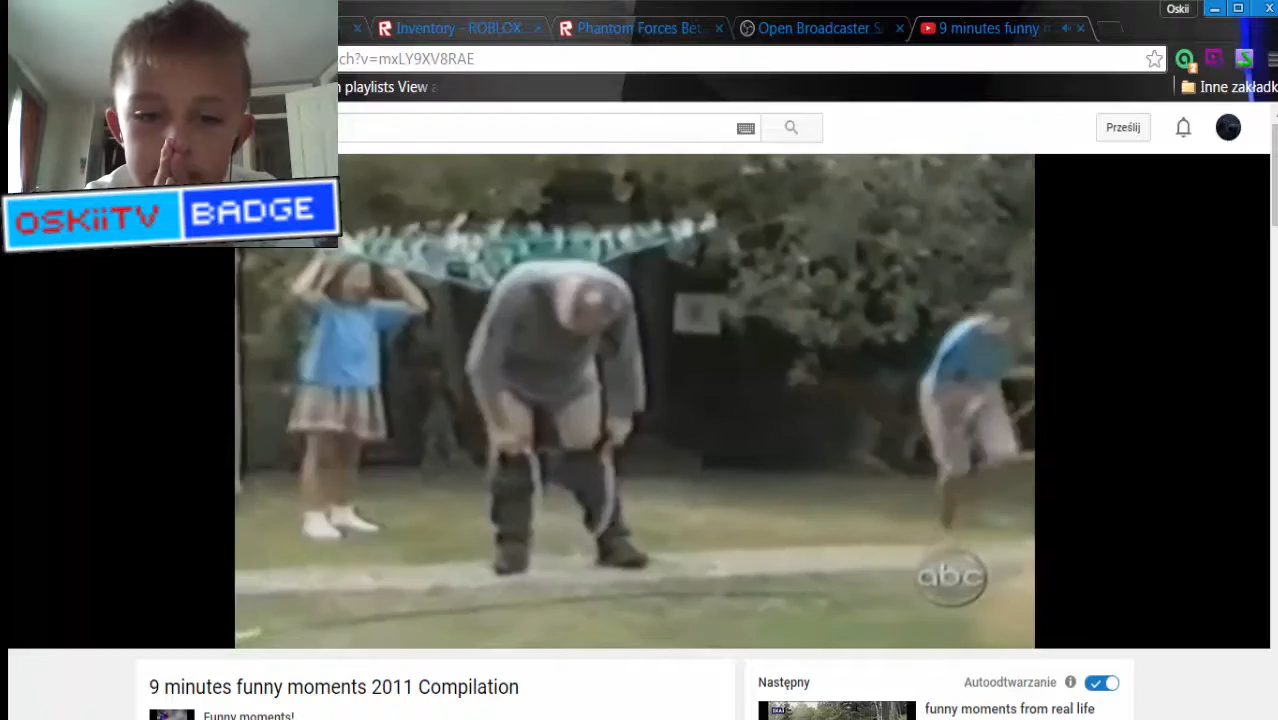 Oskii
Inventory - ROBLOX
Phantom Forces Bet
Open Broadcaster S
9 minutes funny m
ch?v=mxLY9XV8RAE
n playlists View a
Inne zakładk
Prześlij
OSKiiTV BADGE
abc
9 minutes funny moments 2011 Compilation
Następny
Autoodtwarzanie
Funny moments!
funny moments from real life